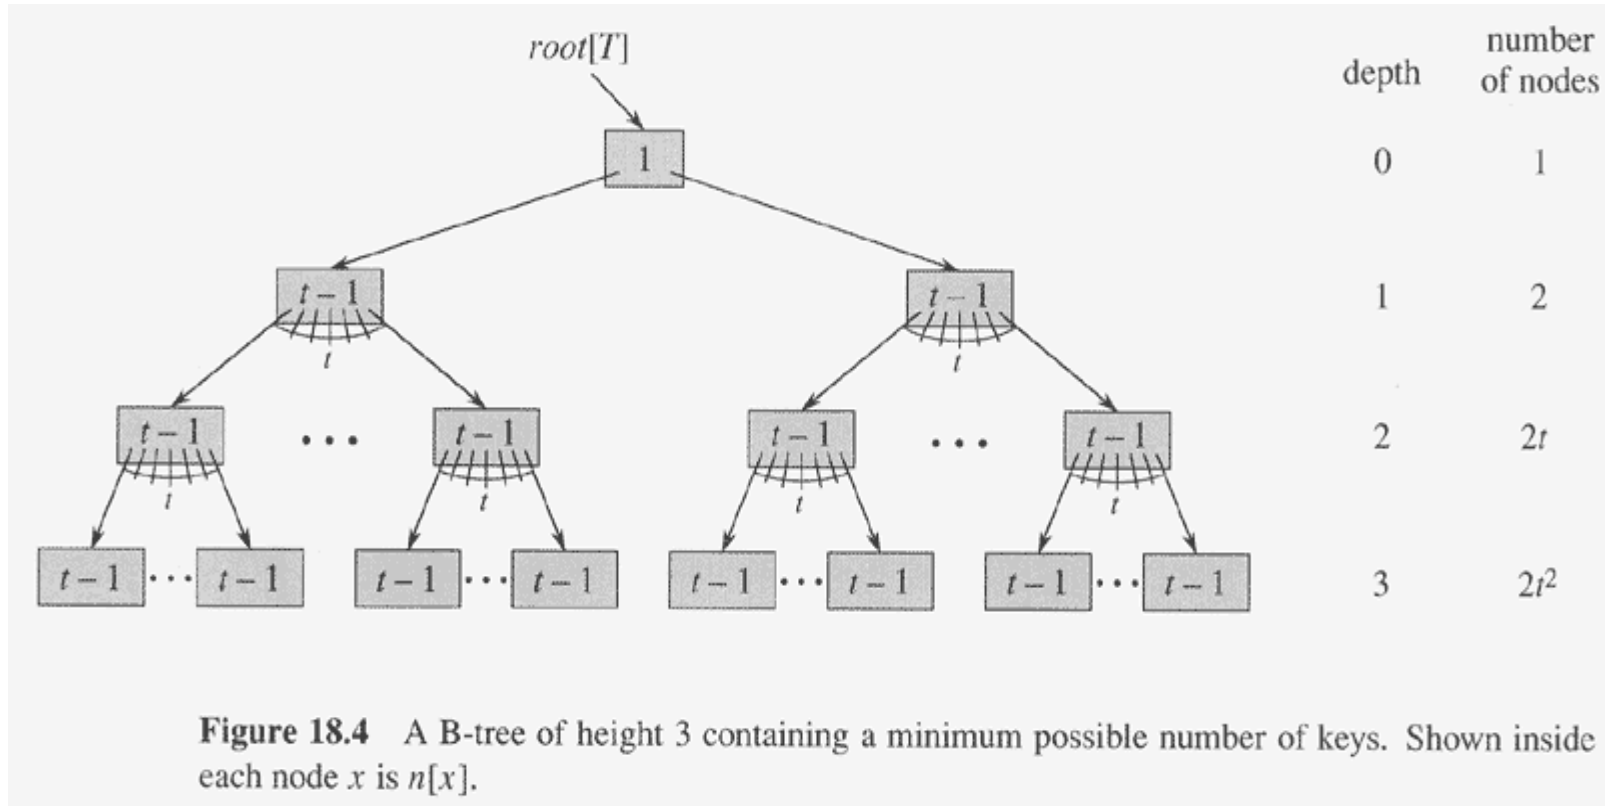 root[T]
number
depth
of nodes
1
0
1
t – 1
t – 1
1
2
t
t
t – 1
• • •
t – 1
t – 1
• • •
t – 1
2
2t
t
t
t
t
t – 1 • • • t – 1
t – 1 • • • t – 1
t – 1 • • • t – 1
t – 1 • • • t – 1
3
2t²
Figure 18.4 A B-tree of height 3 containing a minimum possible number of keys. Shown inside
each node x is n[x].